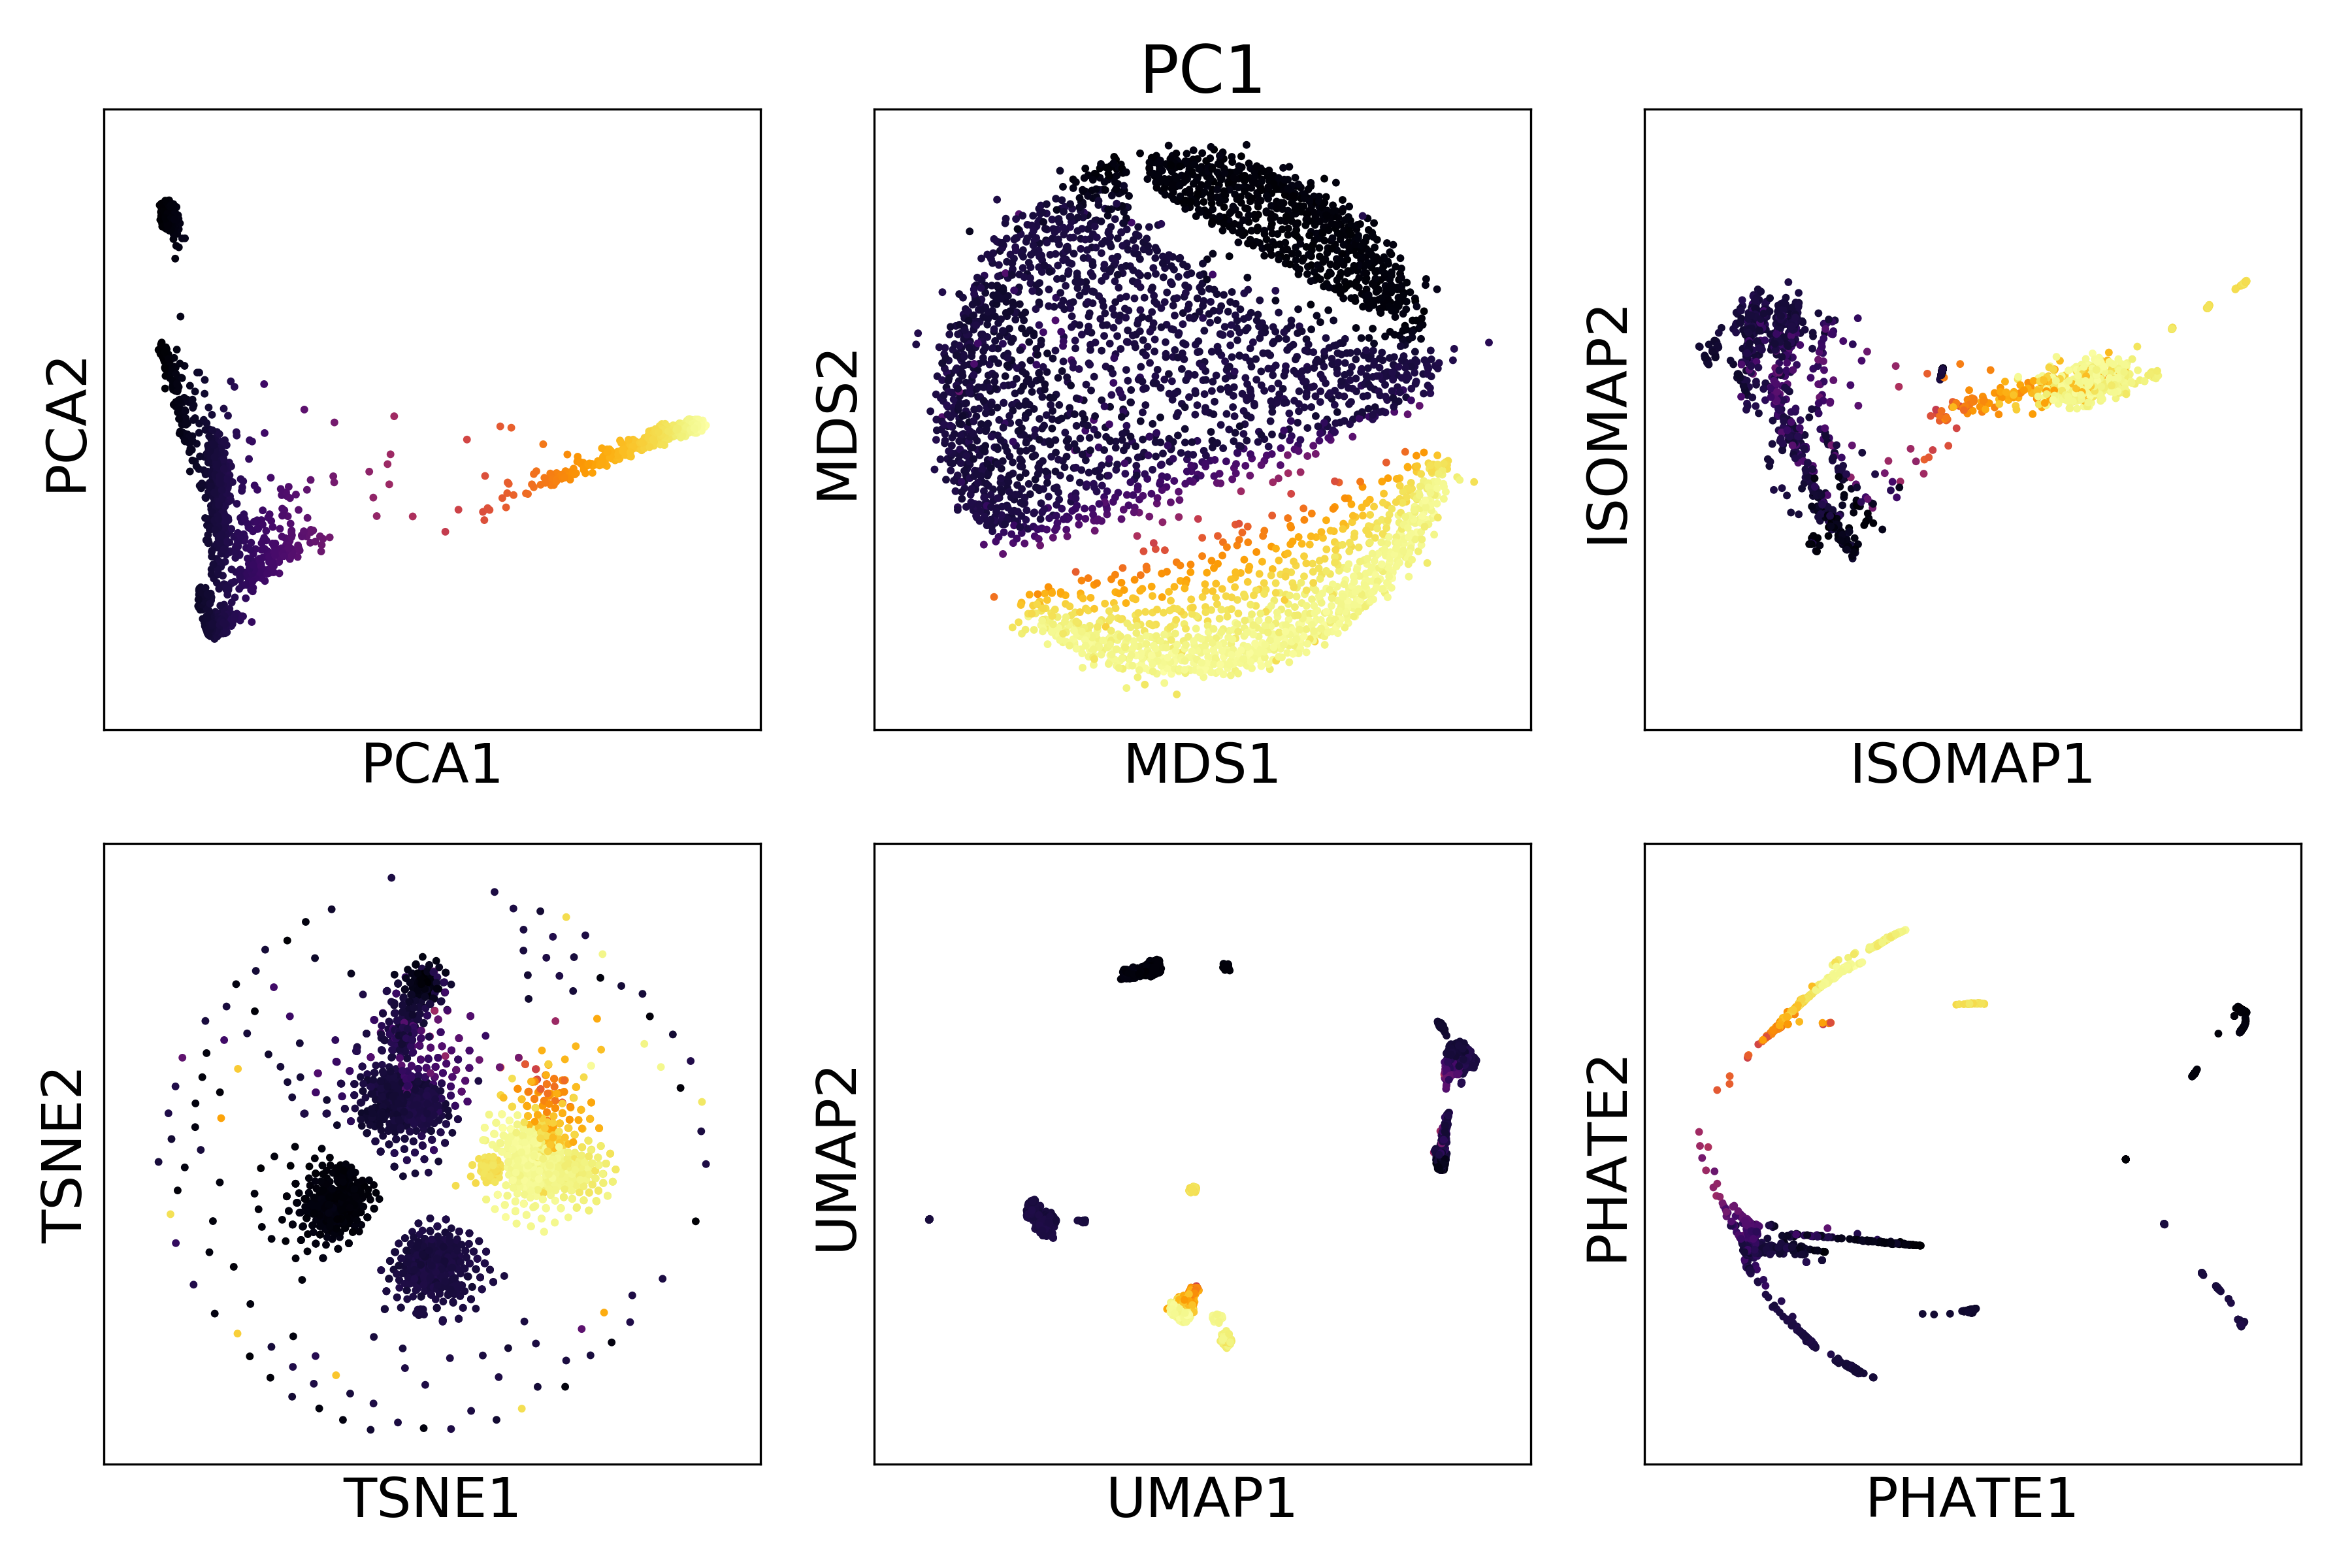 PC1
PCA2
PCA1
MDS2
MDS1
ISOMAP2
ISOMAP1
TSNE2
TSNE1
UMAP2
UMAP1
PHATE2
PHATE1